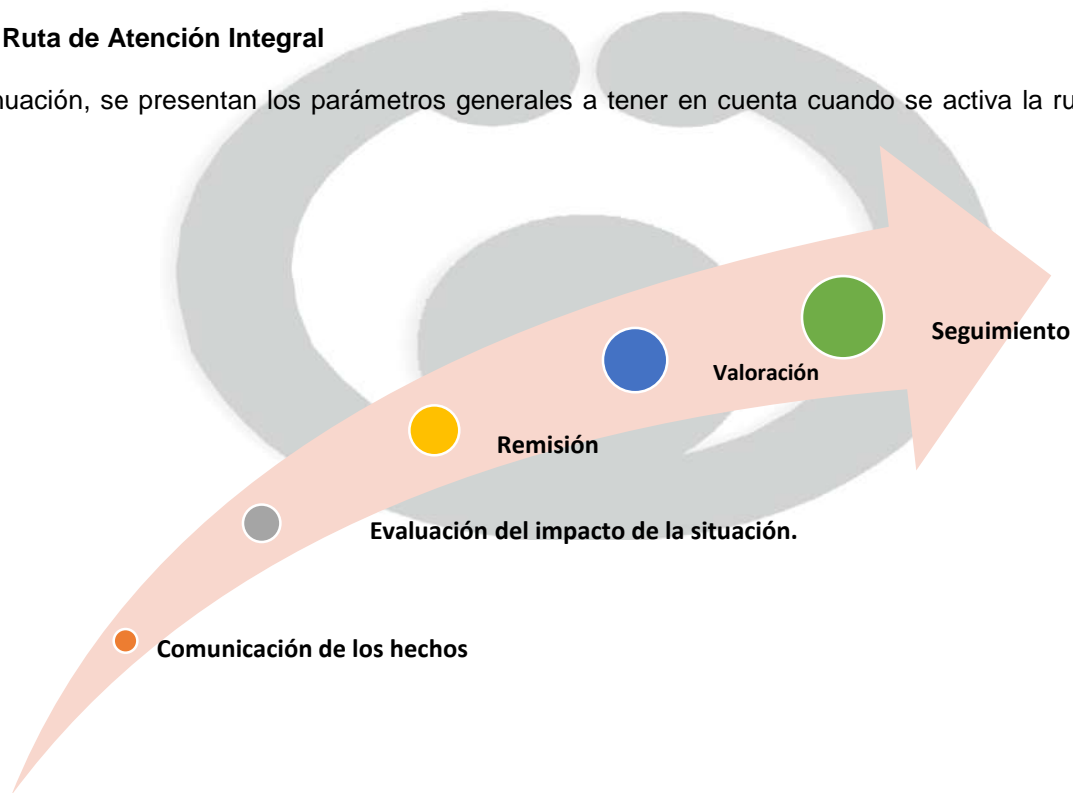 Ruta de Atención Integral
nuación, se presentan los parámetros generales a tener en cuenta cuando se activa la ru
Seguimiento
Valoración
Remisión
Evaluación del impacto de la situación.
Comunicación de los hechos